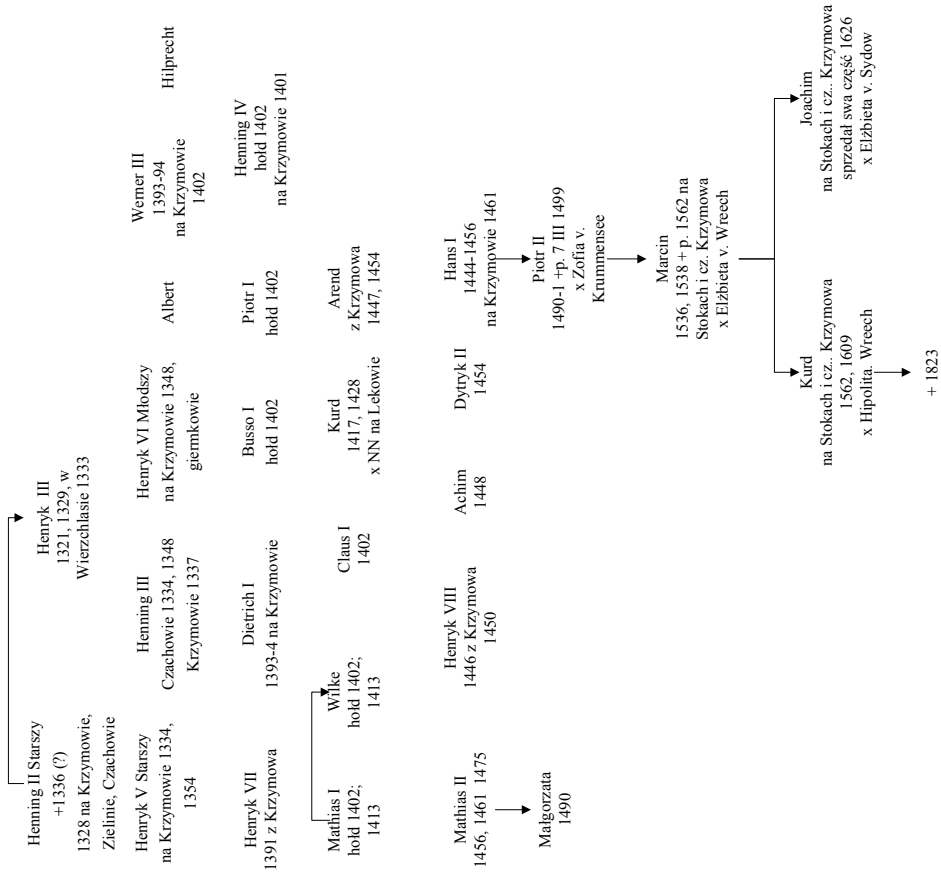 Henning II Starszy
+1336 (?)
1328 na Krzymowie,
Zielinie, Czachowie
Henryk III
1321, 1329, w
Wierzchlasie 1333
Henryk V Starszy
na Krzymowie 1334,
1354
Henning III
Czachowie 1334, 1348
Krzymowie 1337
Henryk VI Młodszy
na Krzymowie 1348,
giermkowie
Albert
Werner III
1393-94
na Krzymowie
1402
Hilprecht
Henryk VII
1391 z Krzymowa
Dietrich I
1393-4 na Krzymowie
Busso I
hołd 1402
Piotr I
hołd 1402
Henning IV
hołd 1402
na Krzymowie 1401
Mathias I
hołd 1402;
1413
Wilke
hołd 1402;
1413
Claus I
1402
Kurd
1417, 1428
x NN na Lekowie
Arend
z Krzymowa
1447, 1454
Mathias II
1456, 1461 1475
Henryk VIII
1446 z Krzymowa
1450
Achim
1448
Dytryk II
1454
Hans I
1444-1456
na Krzymowie 1461
Małgorzata
1490
Piotr II
1490-1 +p. 7 III 1499
x Zofia v.
Krummensee
Marcin
1536, 1538 + p. 1562 na
Stokach i cz. Krzymowa
x Elżbieta v. Wreech
Kurd
na Stach i cz.. Krzymowa
1562, 1609
x Hipolita. Wreech
Joachim
na Stokach i cz.. Krzymowa
sprzedał swa część 1626
x Elżbieta v. Sydow
+ 1823